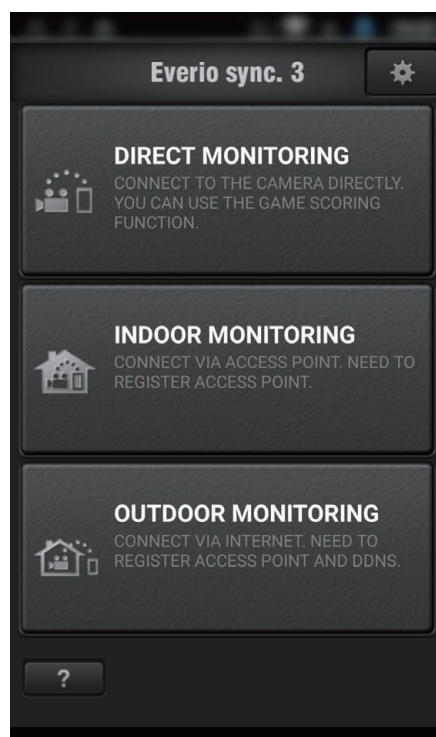 Everio sync. 3
DIRECT MONITORING
CONNECT TO THE CAMERA DIRECTLY.
YOU CAN USE THE GAME SCORING
FUNCTION.
INDOOR MONITORING
CONNECT VIA ACCESS POINT. NEED TO
REGISTER ACCESS POINT.
OUTDOOR MONITORING
CONNECT VIA INTERNET. NEED TO
REGISTER ACCESS POINT AND DDNS.
?